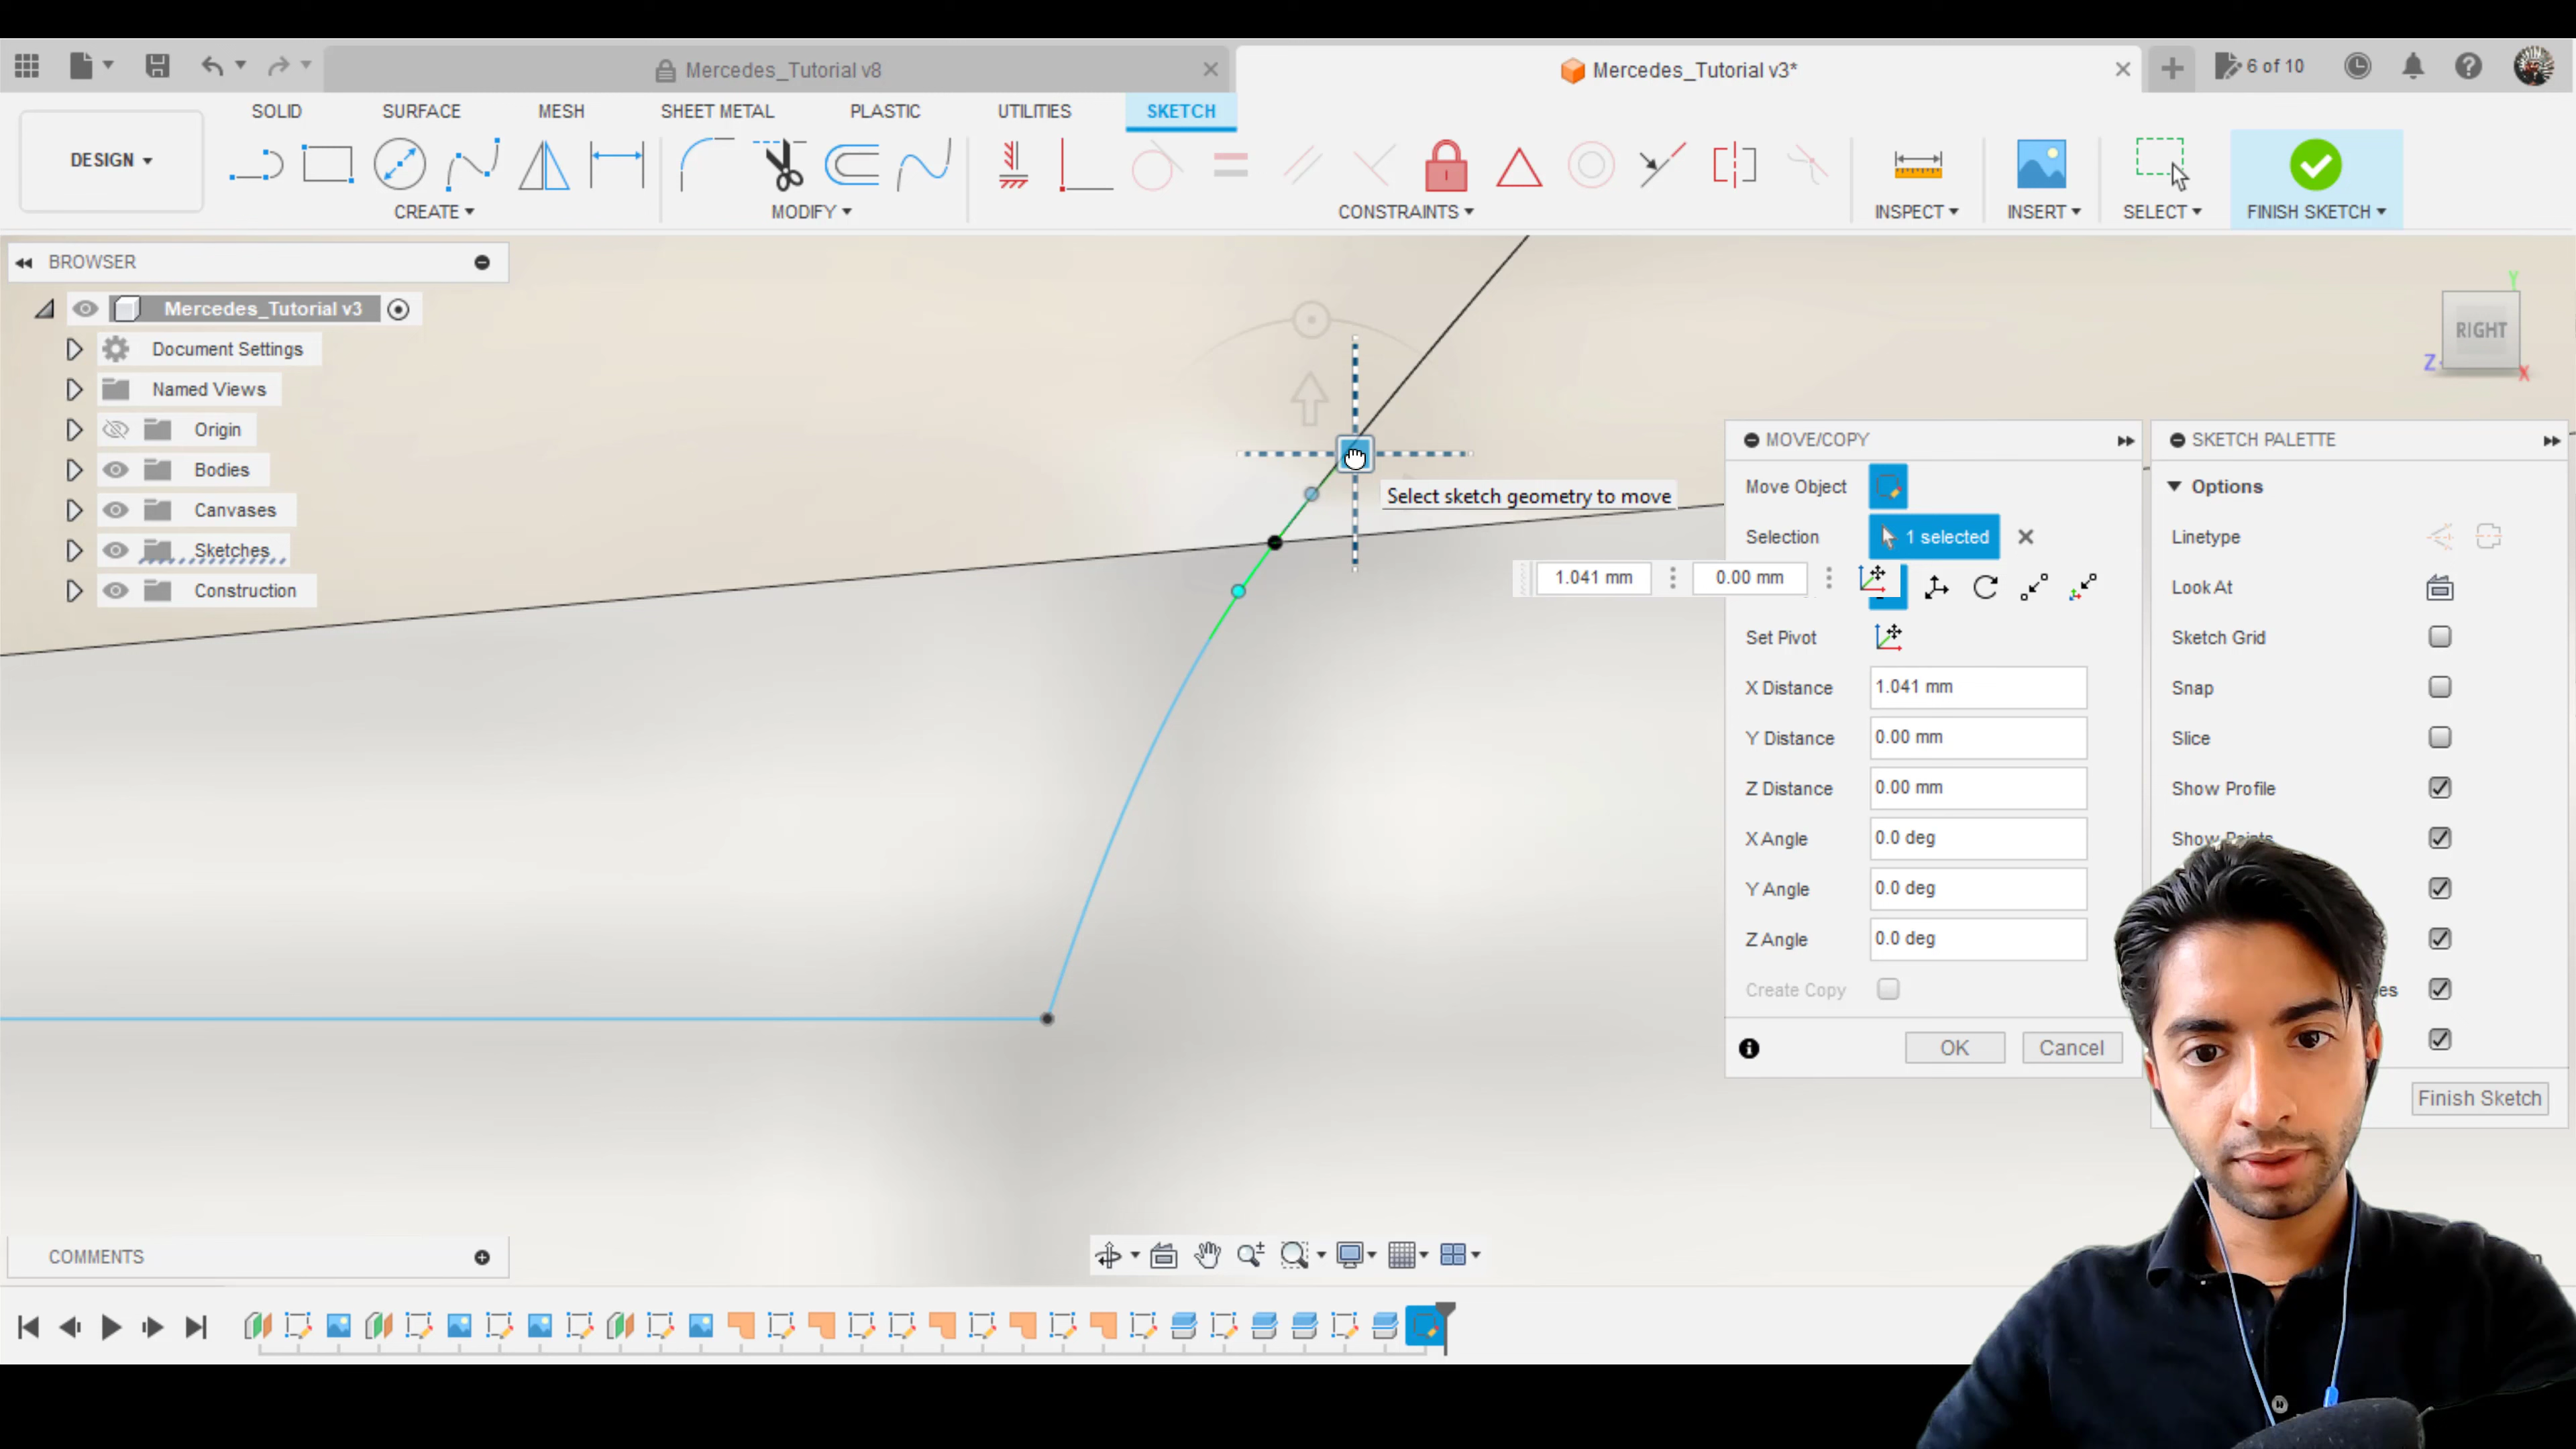 Mercedes_Tutorial v8
Mercedes_Tutorial v3*
6 of 10
DESIGN
SOLID
SURFACE
MESH
SHEET METAL
PLASTIC
UTILITIES
SKETCH
CREATE
MODIFY
CONSTRAINTS
INSPECT
INSERT
SELECT
FINISH SKETCH
BROWSER
Mercedes_Tutorial v3
Document Settings
Named Views
Origin
Bodies
Canvases
Sketches
Construction
Y
RIGHT
Z
X
Select sketch geometry to move
1.041 mm
0.00 mm
MOVE/COPY
Move Object
Selection
1 selected
Set Pivot
X Distance
1.041 mm
Y Distance
0.00 mm
Z Distance
0.00 mm
X Angle
0.0 deg
Y Angle
0.0 deg
Z Angle
0.0 deg
Create Copy
OK
Cancel
SKETCH PALETTE
Options
Linetype
Look At
Sketch Grid
Snap
Slice
Show Profile
Show Points
es
Finish Sketch
COMMENTS